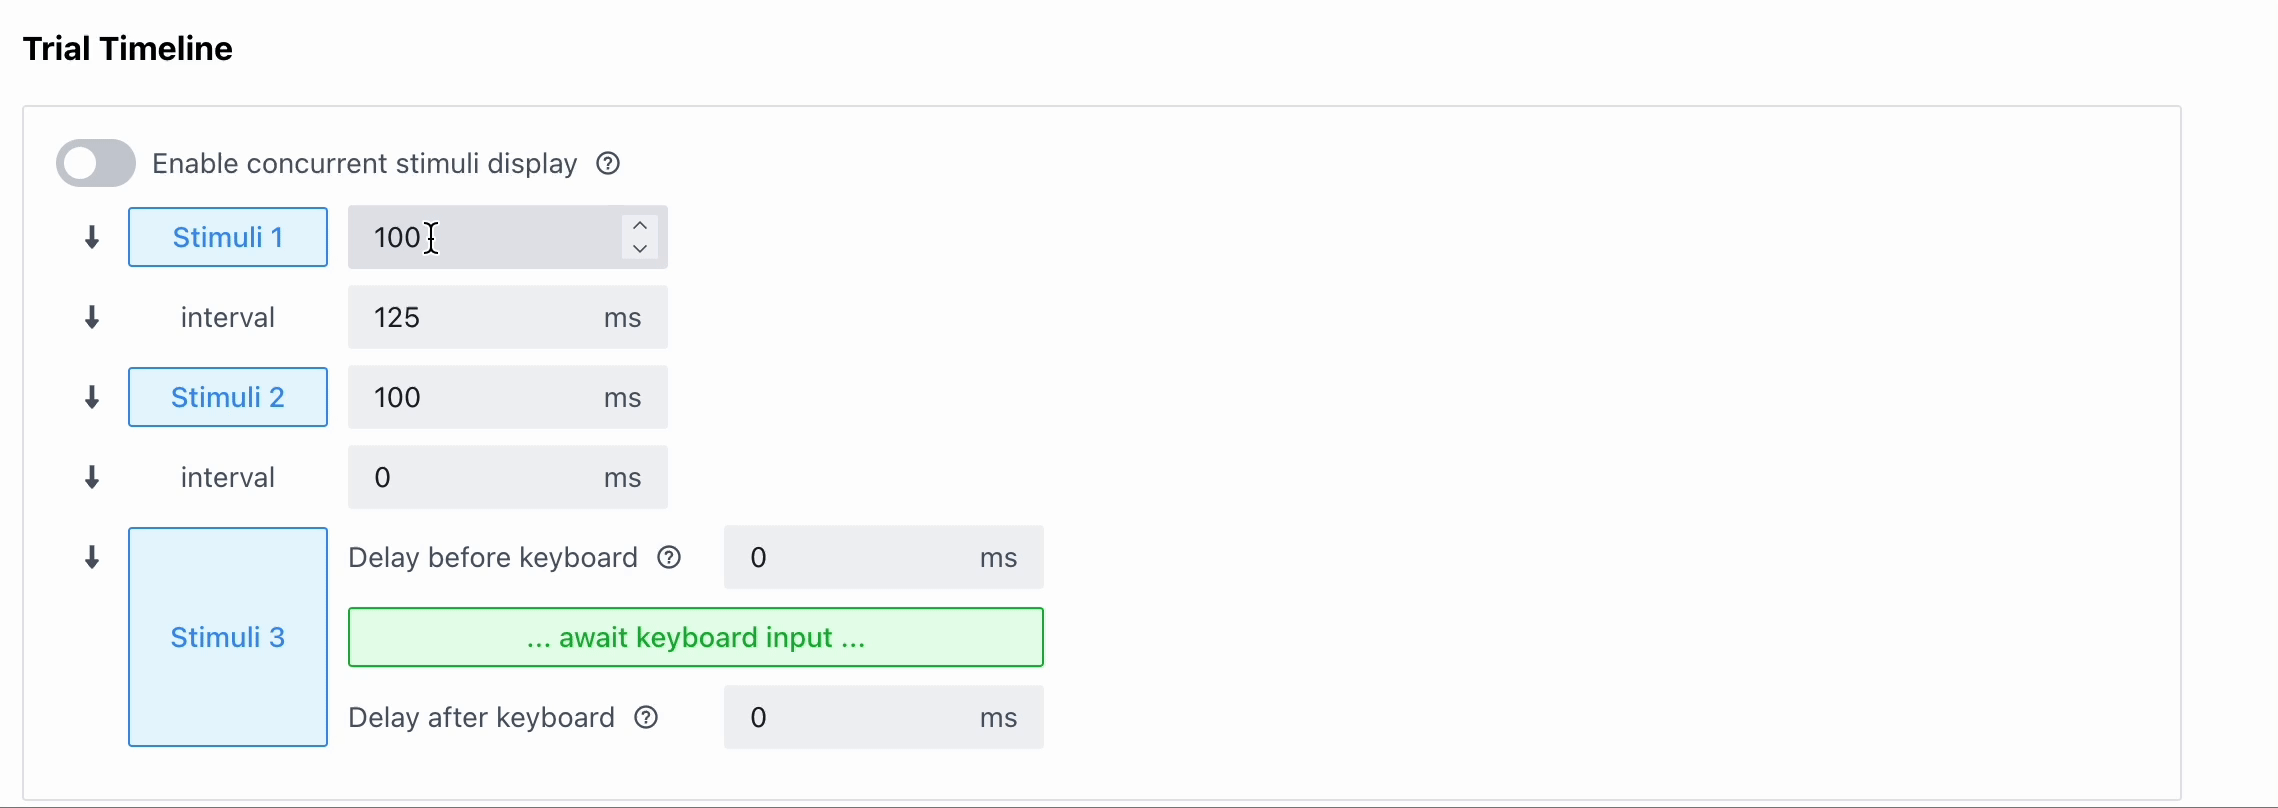 Trial Timeline
Enable concurrent stimuli display ?
Stimuli 1 100
interval 125 ms
Stimuli 2 100 ms
interval 0 ms
Delay before keyboard ? 0 ms
Stimuli 3 ... await keyboard input ...
Delay after keyboard ? 0 ms